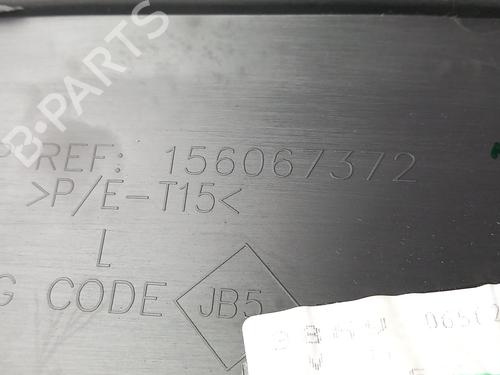 B-PARTS
REF: 156067372
>P/E-T15<
L
G CODE JB5